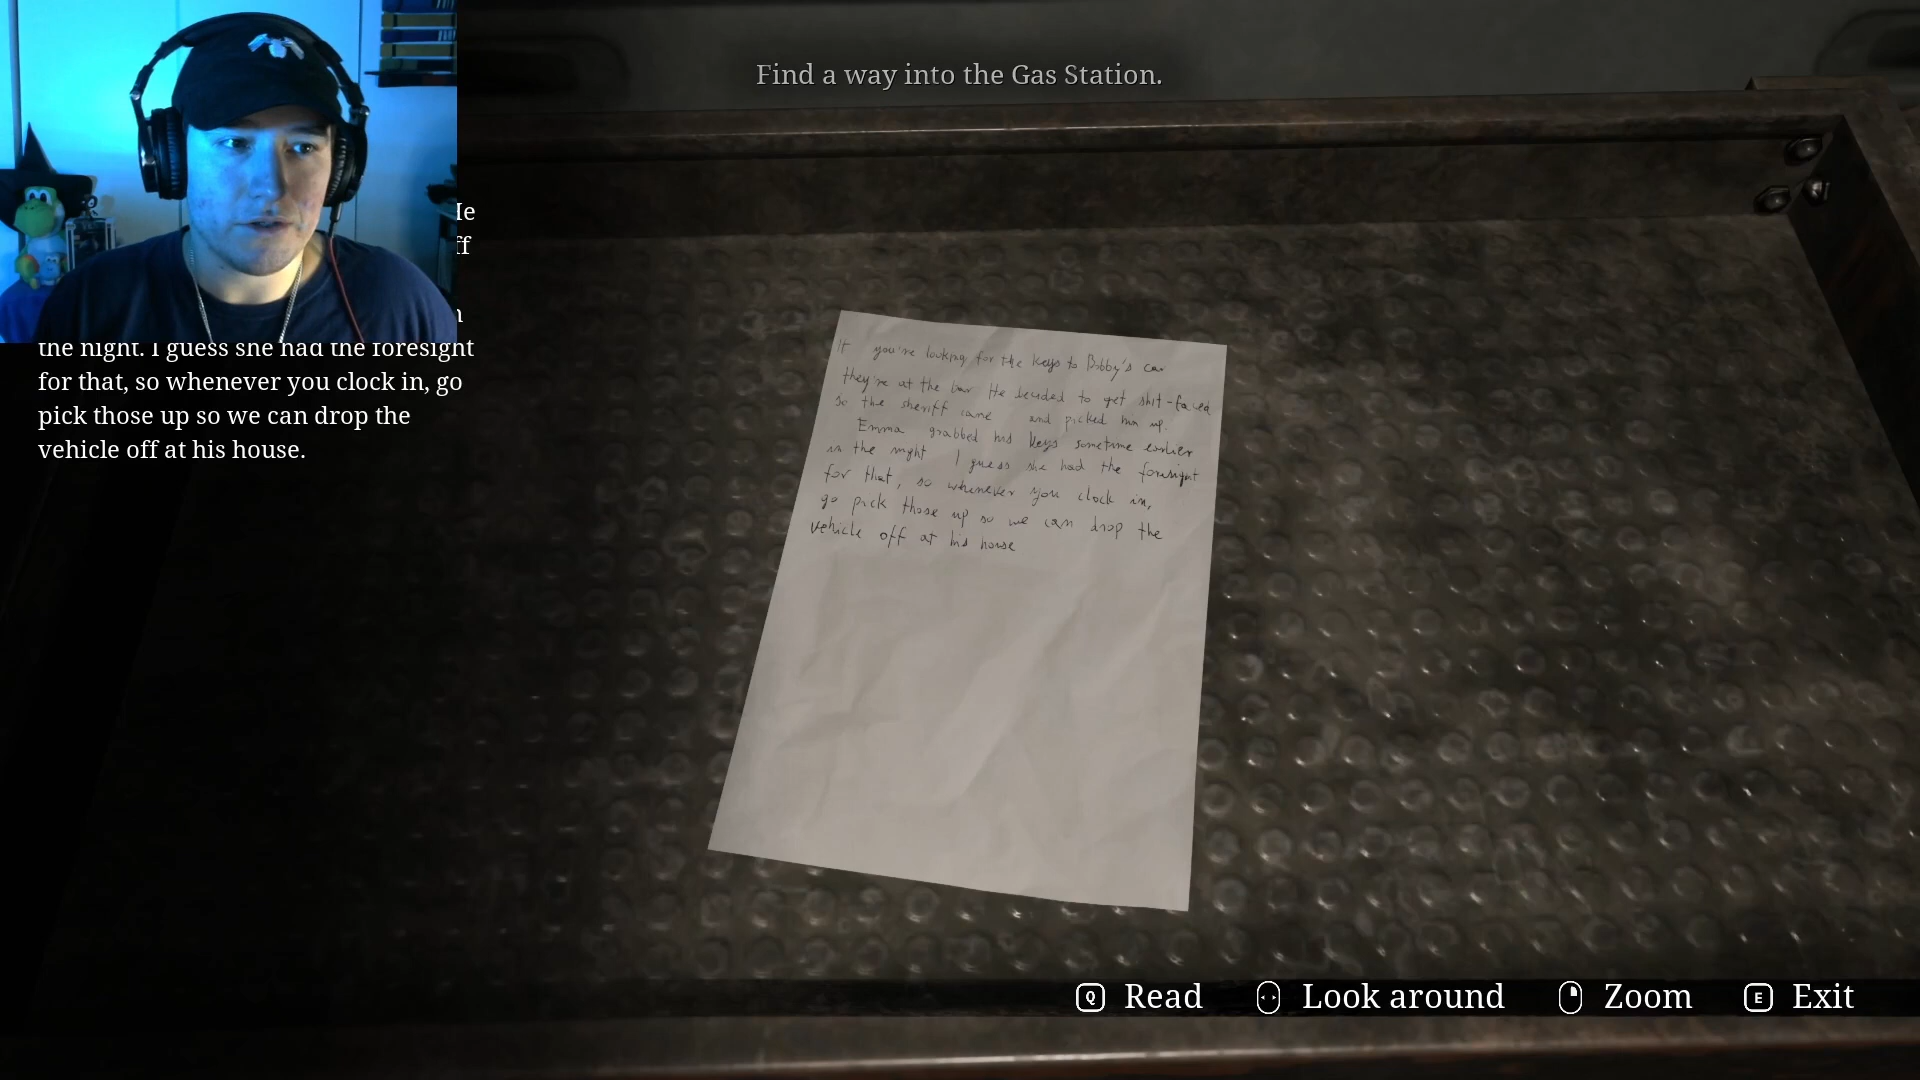 Find a way into the Gas Station.
He
ff
n
the night. I guess she had the foresight
for that, so whenever you clock in, go
pick those up so we can drop the
vehicle off at his house.
If you're looking for the keys to Bobby's car
they're at the bar He decided to get shit-faced
so the sheriff came and picked him up.
Emma grabbed his keys sometime earlier
in the night I guess she had the foresight
for that, so whenever you clock in,
go pick those up so we can drop the
vehicle off at his house
Q Read Look around Zoom E Exit